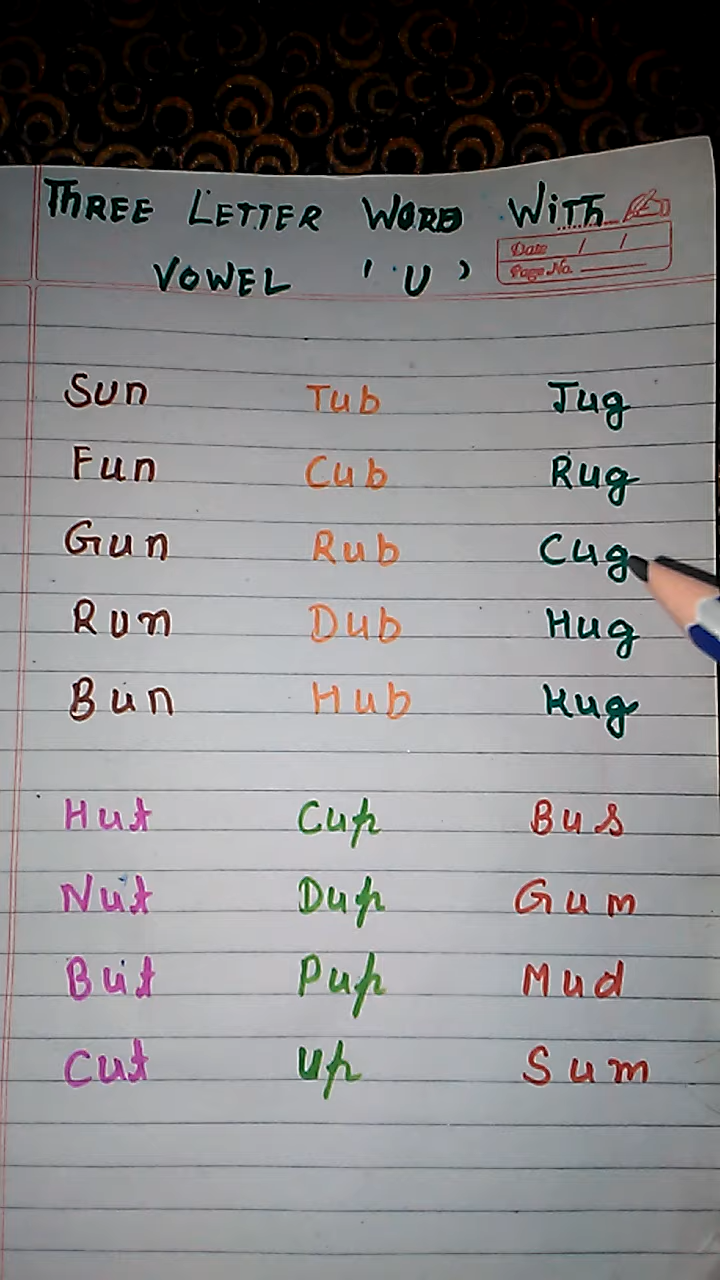 THREE LETTER WORD WITH
Date / /
Page No.
VOWEL 'U'
Sun Tub Jug
Fun Cub Rug
Gun Rub Cug
Run Dub Hug
Bun Hub Kug
Hut Cup Bus
Nut Dup Gum
But Pup Mud
Cut Up Sum